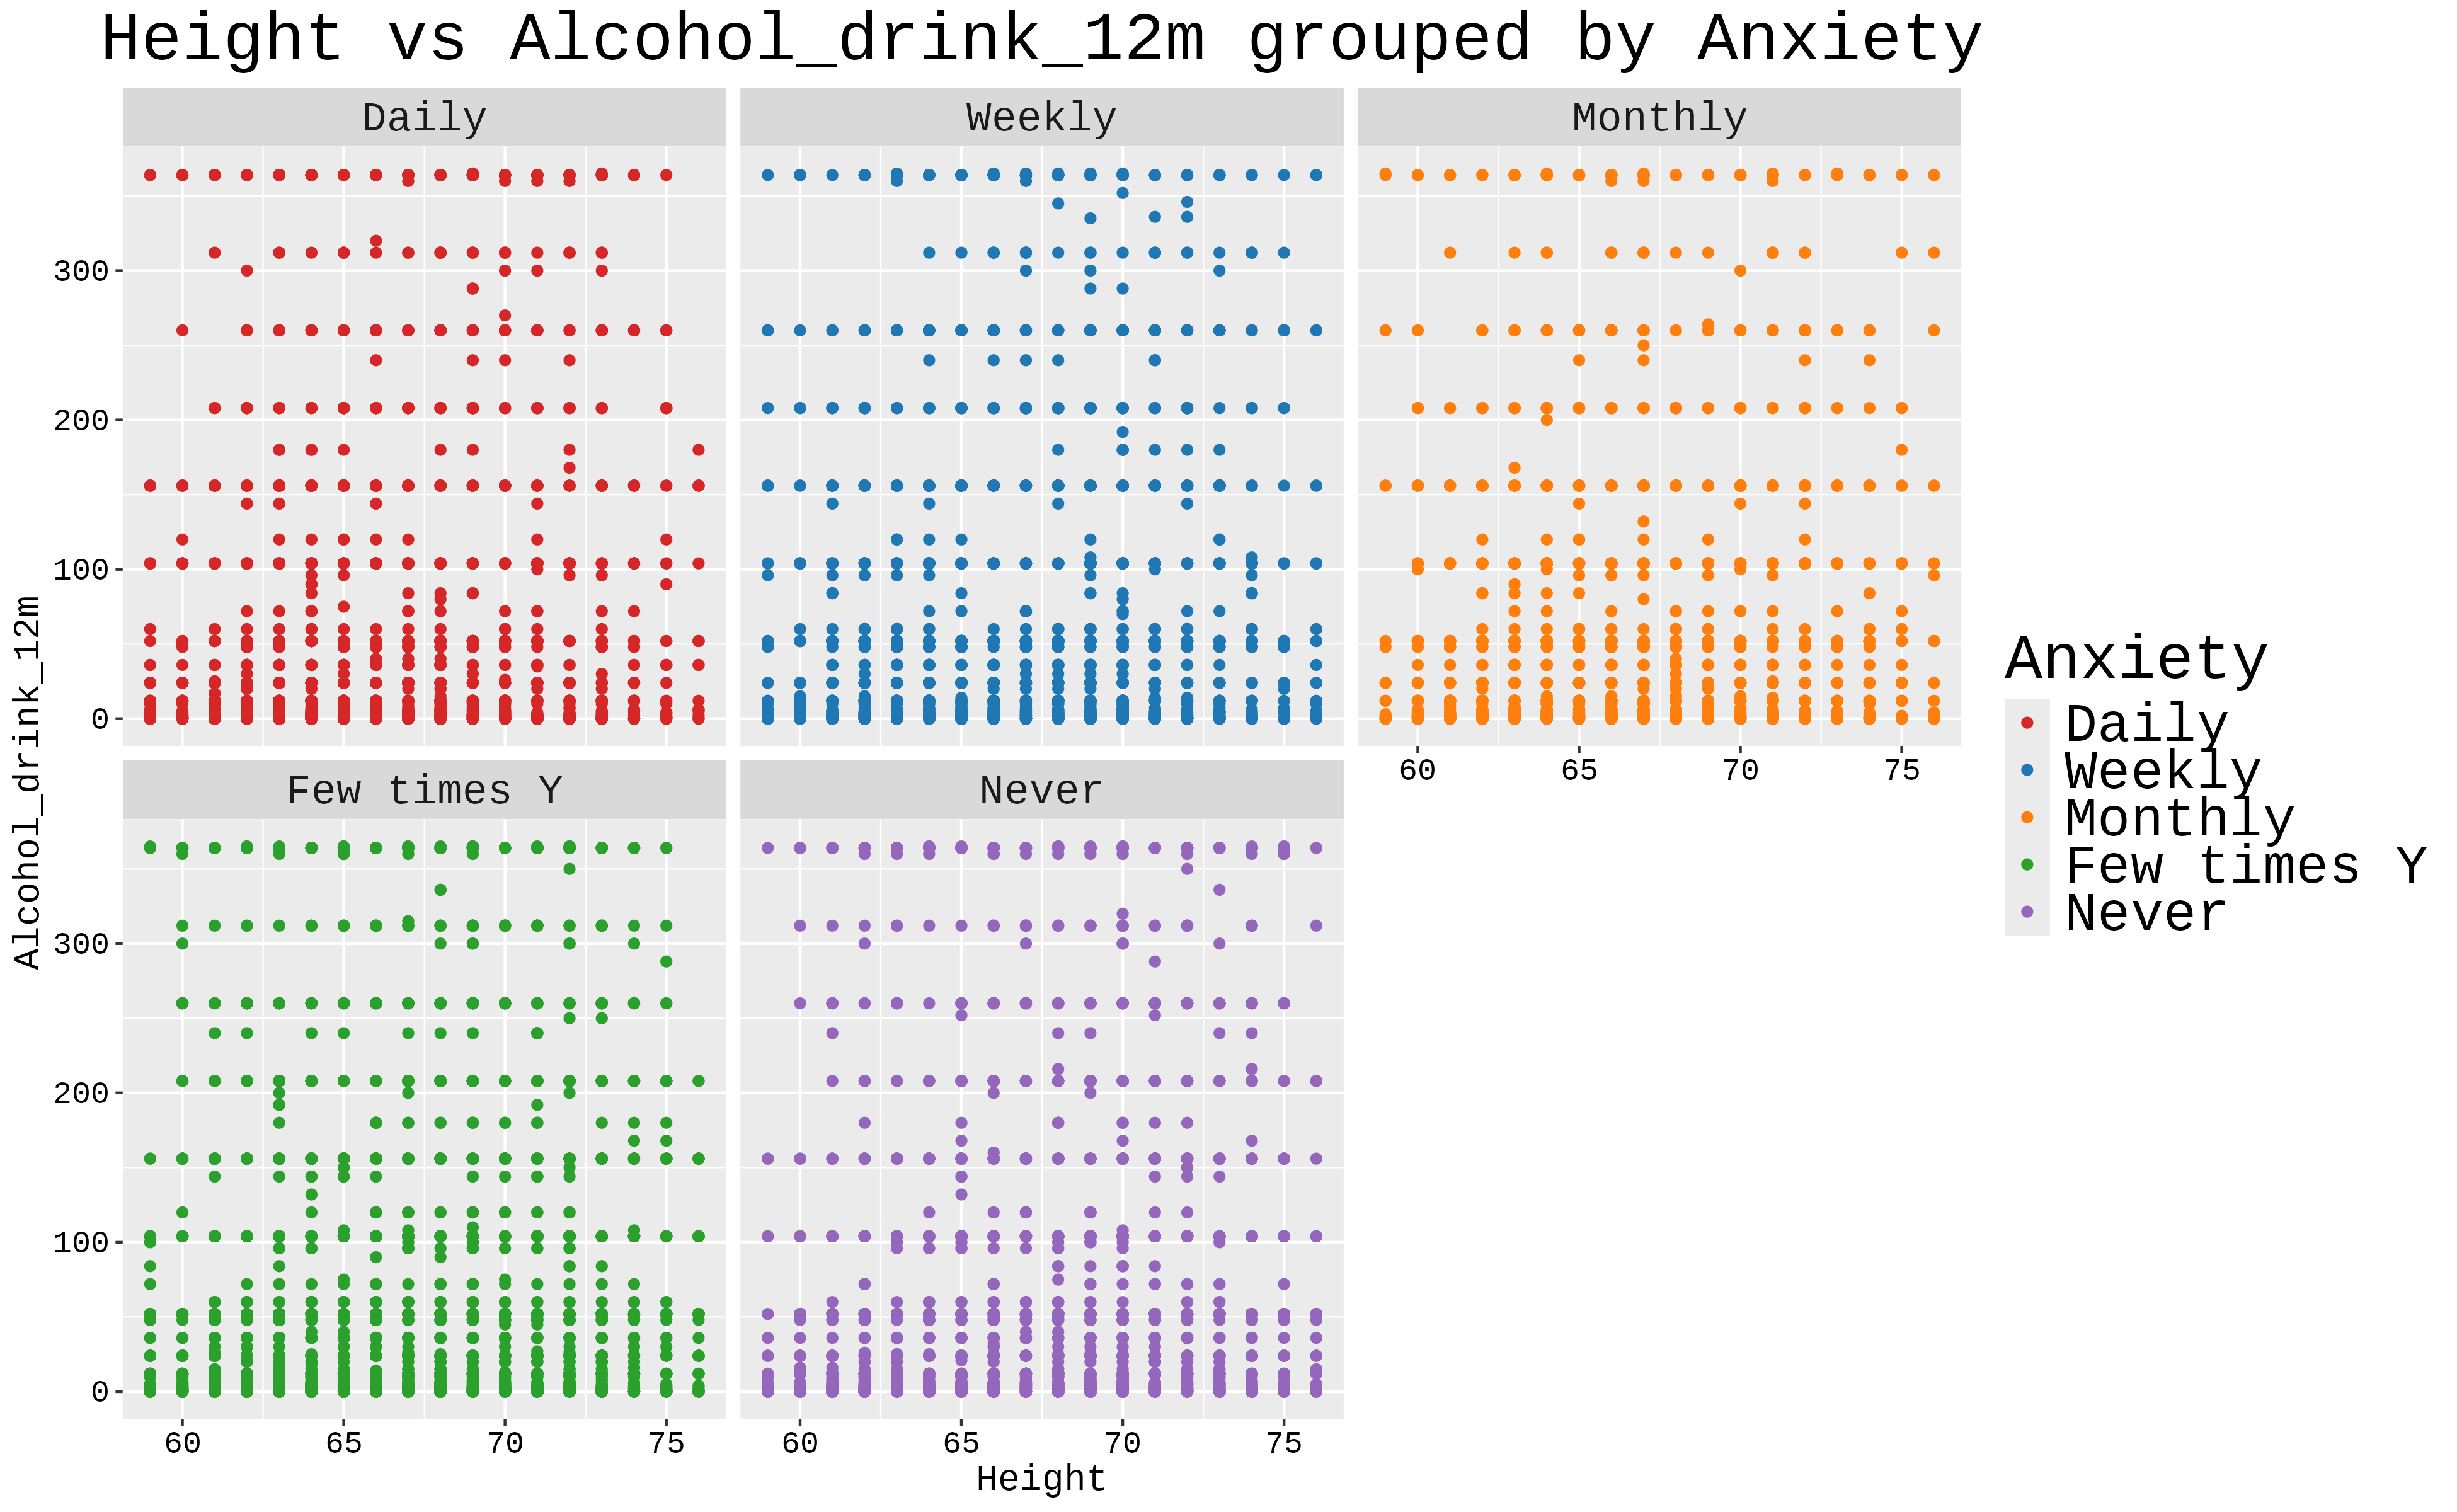 Height vs Alcohol_drink_12m grouped by Anxiety
Daily
Weekly
Monthly
300
200
100
0
60
65
70
75
Few times Y
Never
300
200
100
0
60
65
70
75
60
65
70
75
Height
Alcohol_drink_12m
Anxiety
Daily
Weekly
Monthly
Few times Y
Never